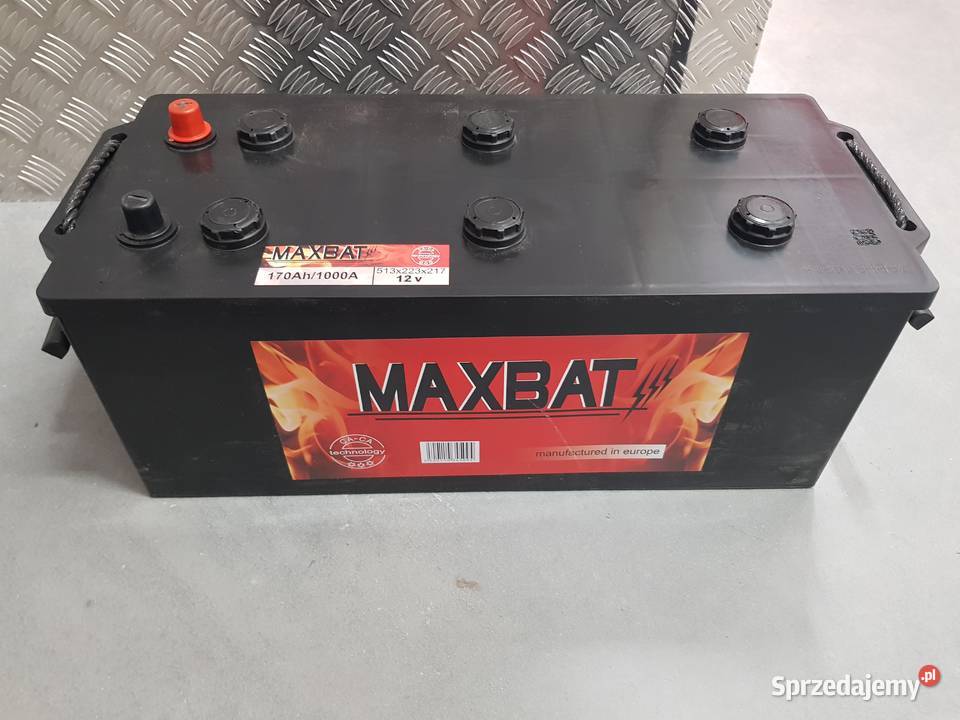 MAXBAT
170Ah/1000A
513x223x217
12 v
MAXBAT
CA-CA
technology
manufactured in europe
Sprzedajemy.pl